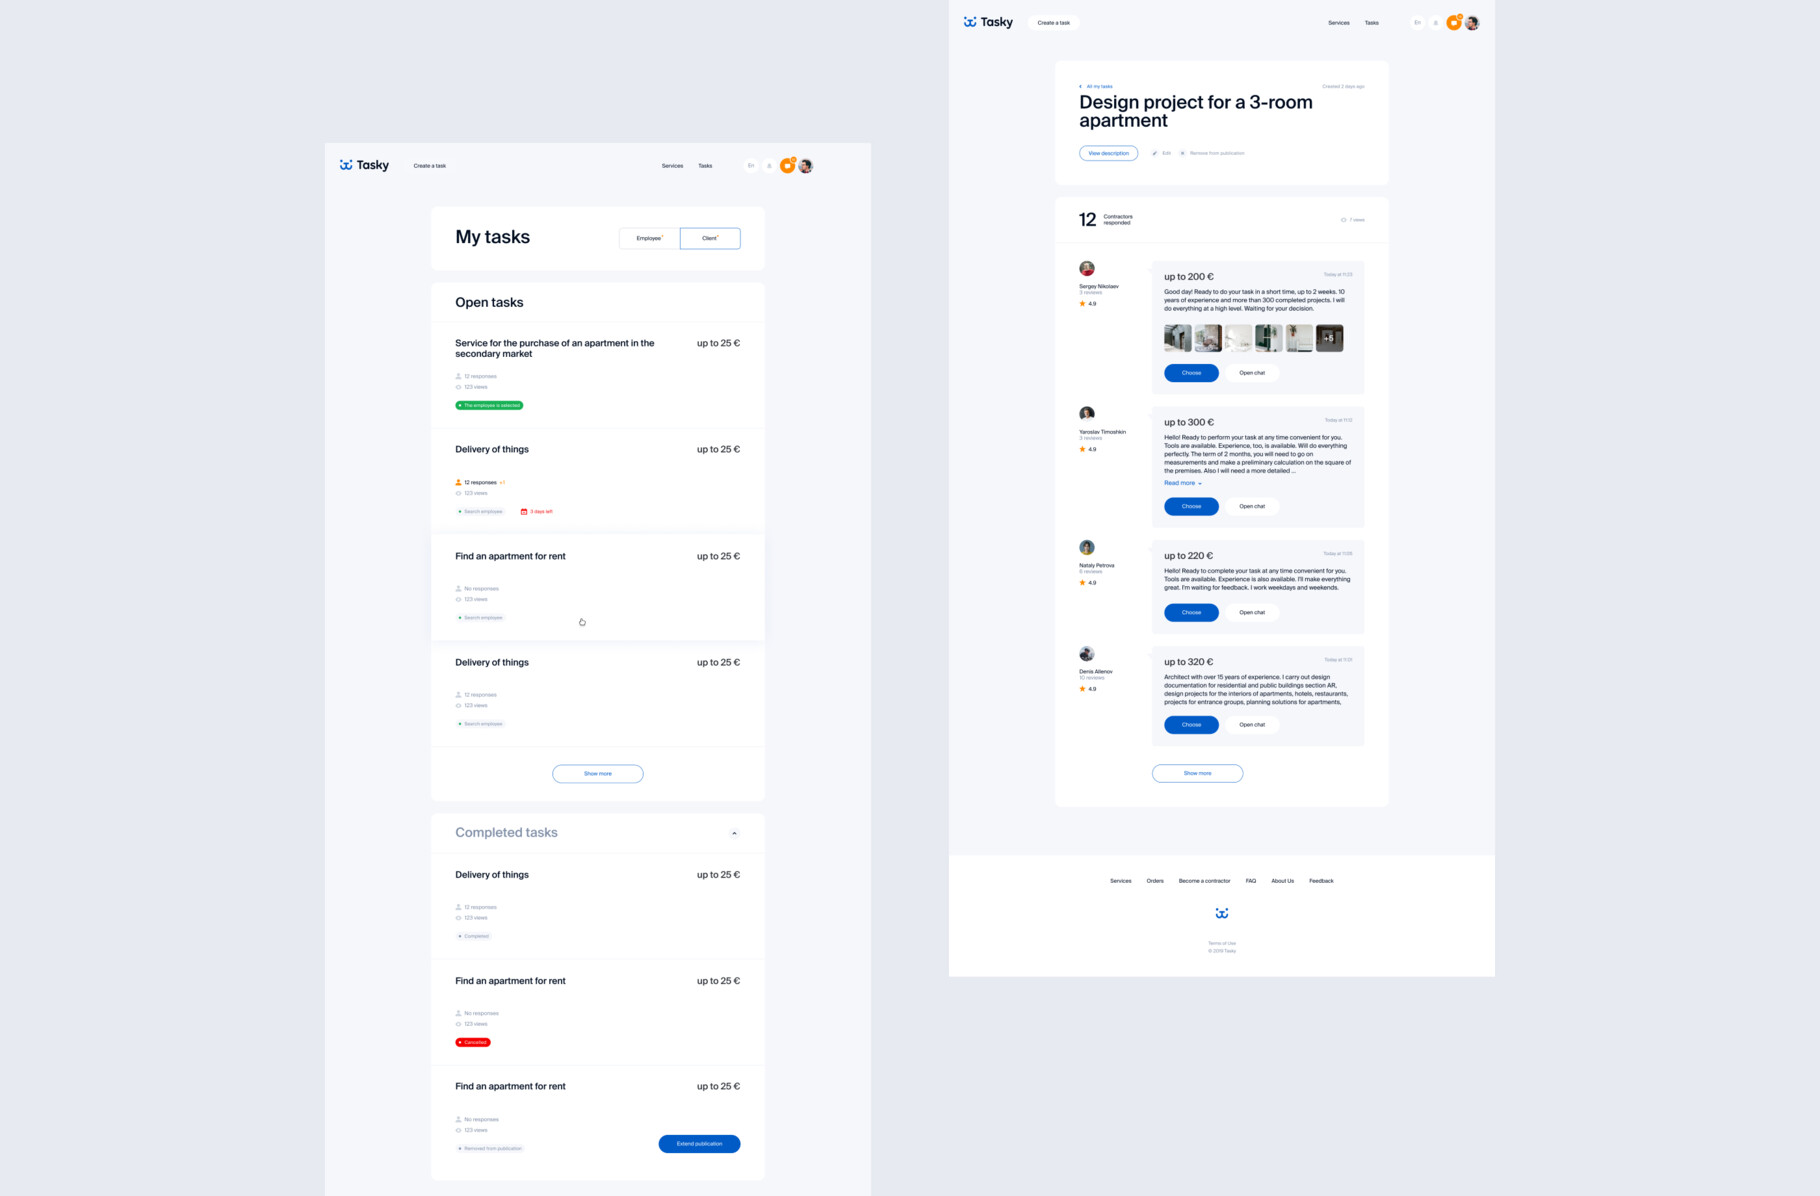 Tasky
Create a task
Services
Tasks
En
My tasks
Employee
Client
Open tasks
Service for the purchase of an apartment in the
secondary market
up to 25 €
12 responses
123 views
The employee is selected
Delivery of things
up to 25 €
12 responses +1
123 views
Search employee
3 days left
Find an apartment for rent
up to 25 €
No responses
123 views
Search employee
Delivery of things
up to 25 €
12 responses
123 views
Search employee
Show more
Completed tasks
Delivery of things
up to 25 €
12 responses
123 views
Completed
Find an apartment for rent
up to 25 €
No responses
123 views
Cancelled
Find an apartment for rent
up to 25 €
No responses
123 views
Removed from publication
Extend publication
Tasky
Create a task
Services
Tasks
En
All my tasks
Created 2 days ago
Design project for a 3-room
apartment
View description
Edit
Remove from publication
12
Contractors
responded
7 views
Sergey Nikolaev
3 reviews
4.9
up to 200 €
Today at 11:23
Good day! Ready to do your task in a short time, up to 2 weeks. 10
years of experience and more than 300 completed projects. I will
do everything at a high level. Waiting for your decision.
+5
Choose
Open chat
Yaroslav Timoshkin
3 reviews
4.9
up to 300 €
Today at 11:12
Hello! Ready to perform your task at any time convenient for you.
Tools are available. Experience, too, is available. Will do everything
perfectly. The term of 2 months, you will need to go on
measurements and make a preliminary calculation on the square of
the premises. Also I will need a more detailed ...
Read more
Choose
Open chat
Nataly Petrova
6 reviews
4.9
up to 220 €
Today at
Hello! Ready to complete your task at any time convenient for you.
Tools are available. Experience is also available. I'll make everything
great. I'm waiting for feedback. I work weekdays and weekends.
Choose
Open chat
Denis Alienov
10 reviews
4.9
up to 320 €
Today at
Architect with over 15 years of experience. I carry out design
documentation for residential and public buildings section AR,
design projects for the interiors of apartments, hotels, restaurants,
projects for entrance groups, planning solutions for apartments,
Choose
Open chat
Show more
Services
Orders
Become a contractor
FAQ
About Us
Feedback
Terms of Use
© 2019 Tasky